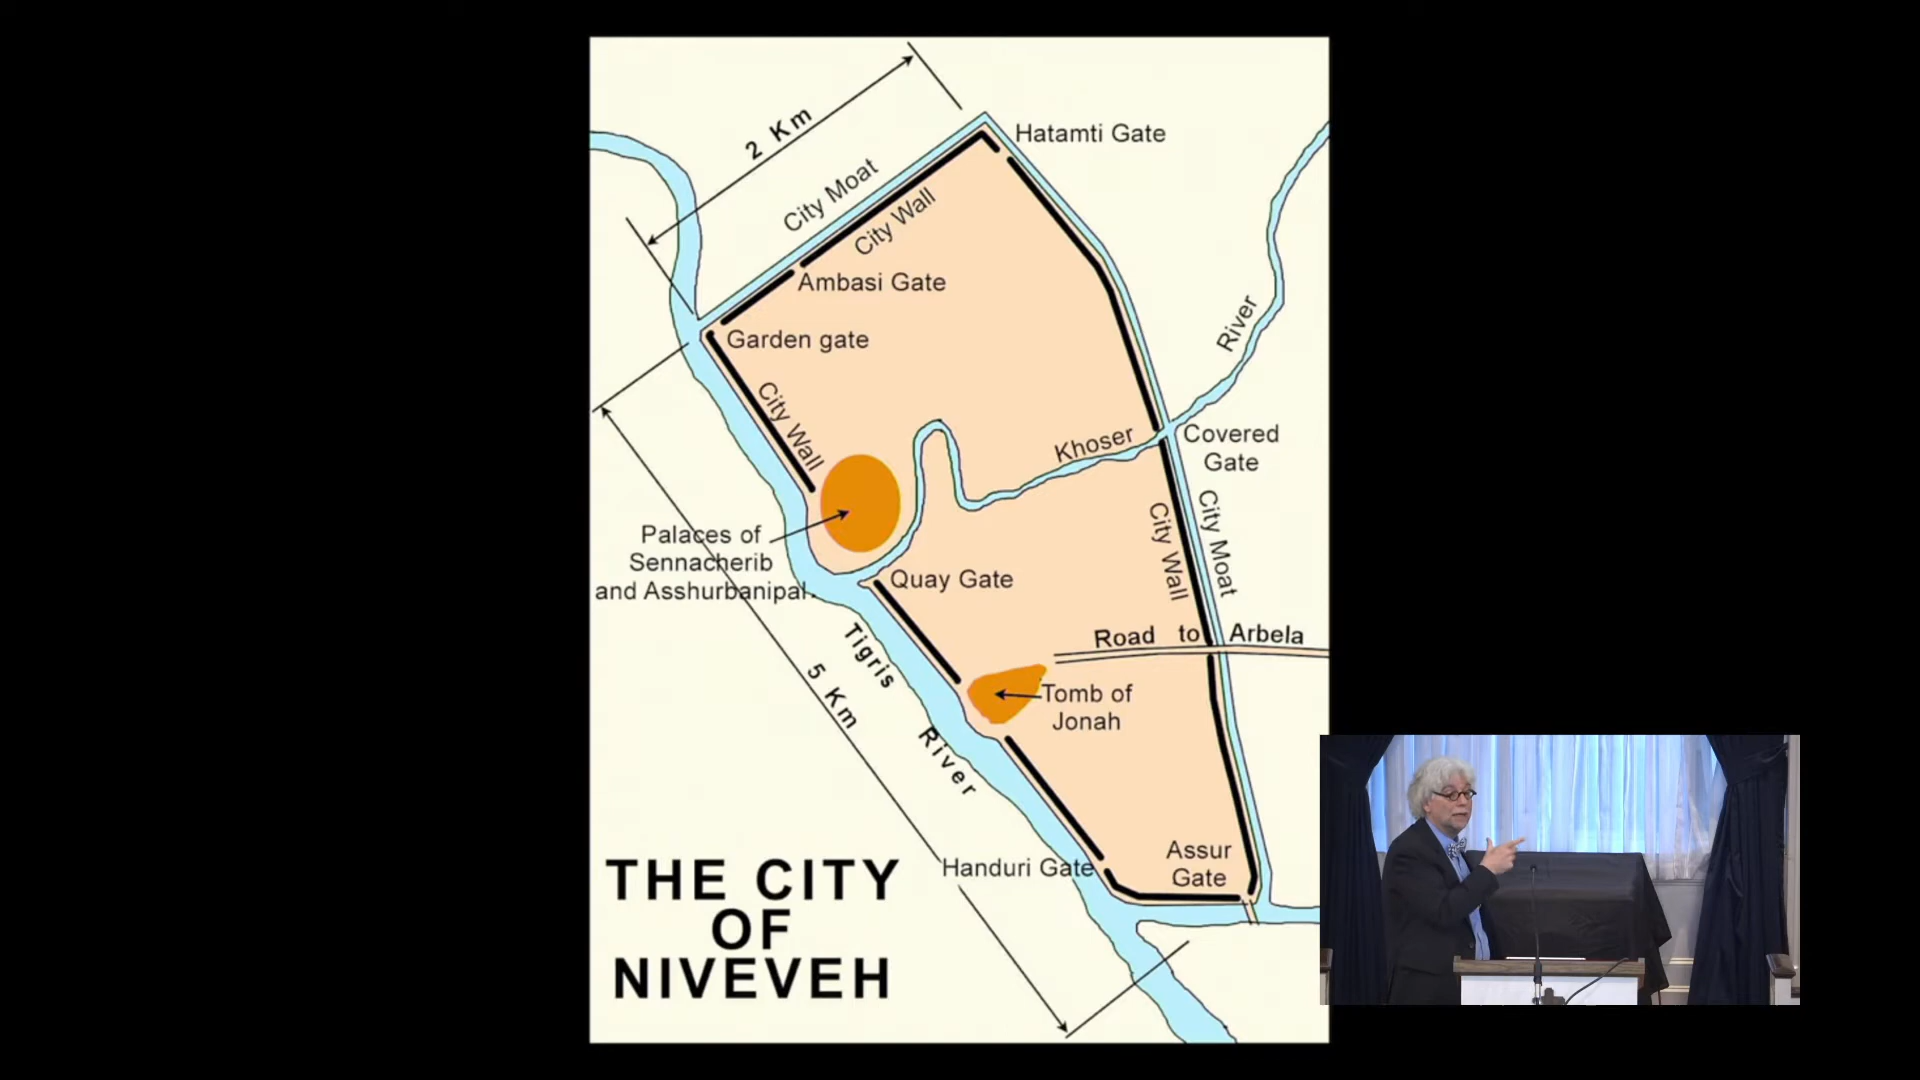 2 Km
Hatamti Gate
City Moat
City Wall
Ambasi Gate
Garden gate
City Wall
River
Khoser
Covered
Gate
City Moat
City Wall
Palaces of
Sennacherib
and Asshurbanipal.
Quay Gate
Road to Arbela
Tigris River
5 Km
Tomb of
Jonah
Handuri Gate
Assur
Gate
THE CITY
OF
NIVEVEH